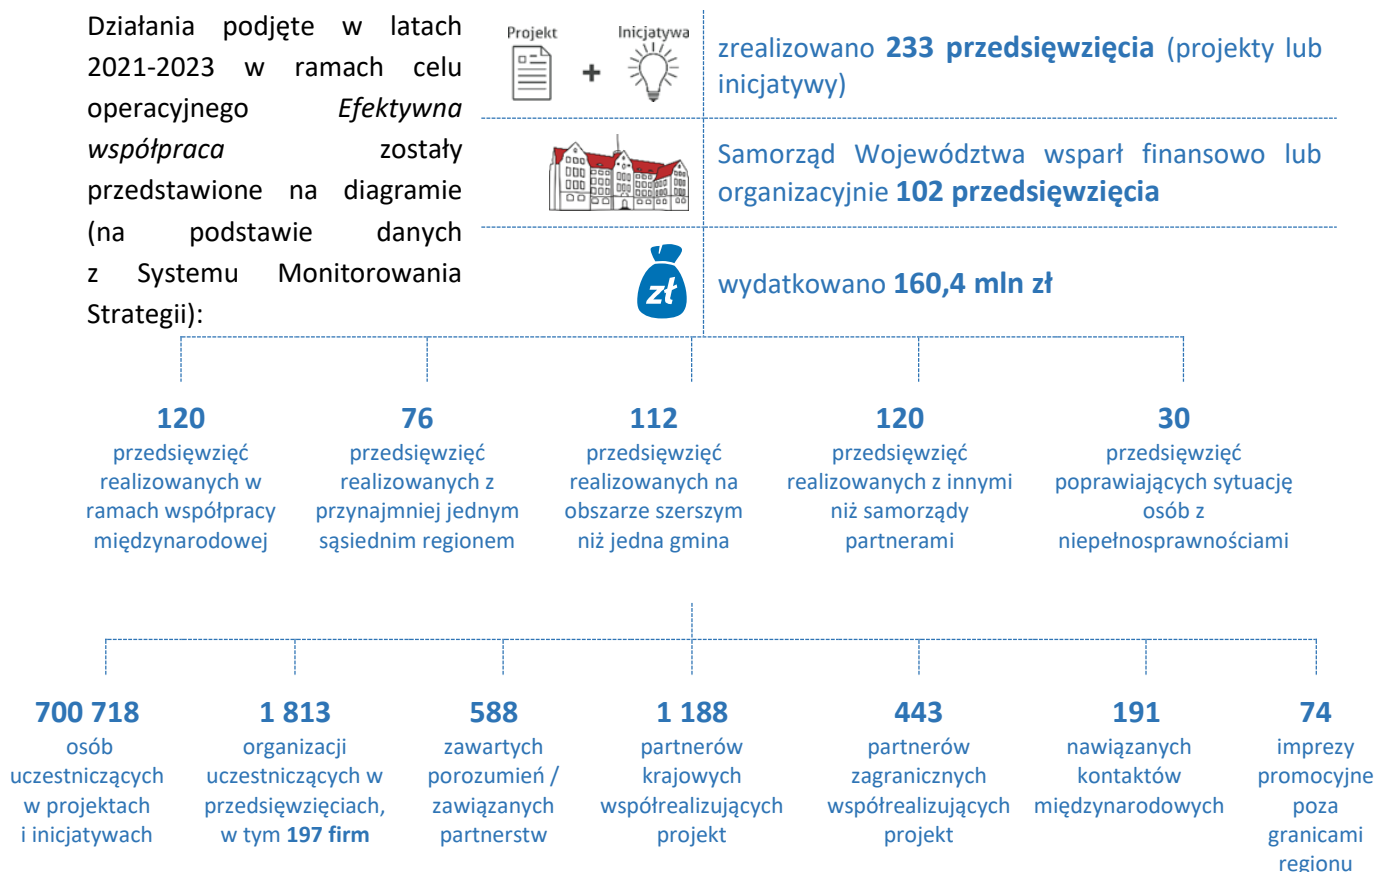 Działania podjęte w latach
2021-2023 w ramach celu
operacyjnego Efektywna
współpraca zostały
przedstawione na diagramie
(na podstawie danych
z Systemu Monitorowania
Strategii):
Projekt + Inicjatywa
zrealizowano 233 przedsięwzięcia (projekty lub
inicjatywy)
Samorząd Województwa wsparł finansowo lub
organizacyjnie 102 przedsięwzięcia
zł
wydatkowano 160,4 mln zł
120
przedsięwzięć
realizowanych w
ramach współpracy
międzynarodowej
76
przedsięwzięć
realizowanych z
przynajmniej jednym
sąsiednim regionem
112
przedsięwzięć
realizowanych na
obszarze szerszym
niż jedna gmina
120
przedsięwzięć
realizowanych z innymi
niż samorządy
partnerami
30
przedsięwzięć
poprawiających sytuację
osób z
niepełnosprawnościami
700 718
osób
uczestniczących
w projektach
i inicjatywach
1 813
organizacji
uczestniczących w
przedsięwzięciach,
w tym 197 firm
588
zawartych
porozumień /
zawiązanych
partnerstw
1 188
partnerów
krajowych
współrealizujących
projekt
443
partnerów
zagranicznych
współrealizujących
projekt
191
nawiązanych
kontaktów
międzynarodowych
74
imprezy
promocyjne
poza
granicami
regionu